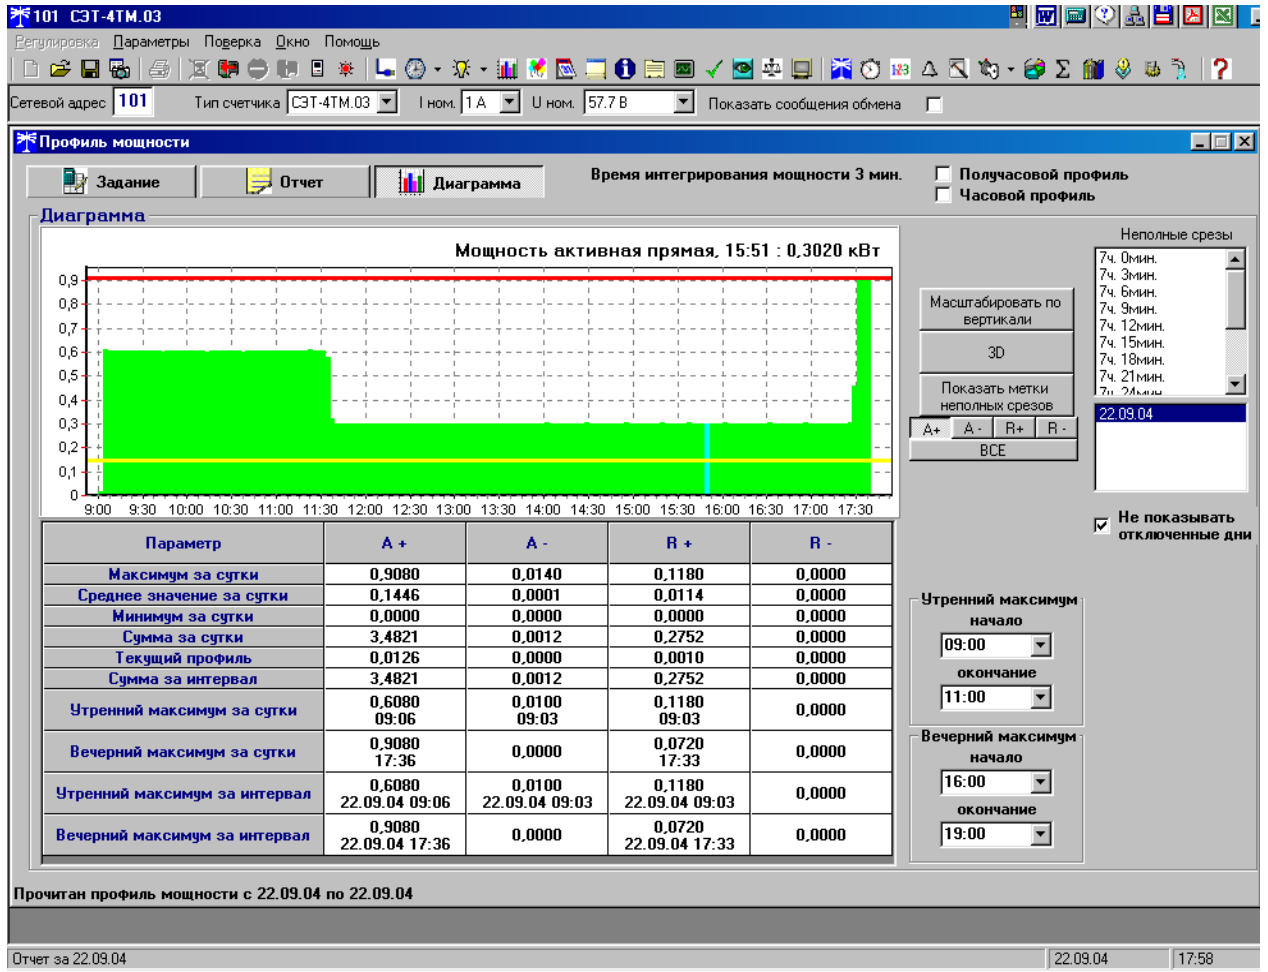 101 СЭТ-4ТМ.03
Регулировка Параметры Поверка Окно Помощь
Сетевой адрес 101 Тип счетчика СЭТ-4ТМ.03 I ном. 1 А U ном. 57.7 В Показать сообщения обмена
Профиль мощности
Задание Отчет Диаграмма Время интегрирования мощности 3 мин.
Получасовой профиль
Часовой профиль
Диаграмма
Мощность активная прямая, 15:51 : 0,3020 кВт
0,9
0,8
0,7
0,6
0,5
0,4
0,3
0,2
0,1
0
9:00 9:30 10:00 10:30 11:00 11:30 12:00 12:30 13:00 13:30 14:00 14:30 15:00 15:30 16:00 16:30 17:00 17:30
Масштабировать по
вертикали
3D
Показать метки
неполных срезов
А+ А - R+ R -
ВСЕ
Неполные срезы
7ч. 0мин.
7ч. 3мин.
7ч. 6мин.
7ч. 9мин.
7ч. 12мин.
7ч. 15мин.
7ч. 18мин.
7ч. 21мин.
7ч. 24мин.
22.09.04
Не показывать
отключенные дни
Параметр А + А - R + R -
Максимум за сутки 0,9080 0,0140 0,1180 0,0000
Среднее значение за сутки 0,1446 0,0001 0,0114 0,0000
Минимум за сутки 0,0000 0,0000 0,0000 0,0000
Сумма за сутки 3,4821 0,0012 0,2752 0,0000
Текущий профиль 0,0126 0,0000 0,0010 0,0000
Сумма за интервал 3,4821 0,0012 0,2752 0,0000
Утренний максимум за сутки 0,6080 0,0100 0,1180 0,0000
09:06 09:03 09:03
Вечерний максимум за сутки 0,9080 0,0000 0,0720 0,0000
17:36 17:33
Утренний максимум за интервал 0,6080 0,0100 0,1180 0,0000
22.09.04 09:06 22.09.04 09:03 22.09.04 09:03
Вечерний максимум за интервал 0,9080 0,0000 0,0720 0,0000
22.09.04 17:36 22.09.04 17:33
Утренний максимум
начало
09:00
окончание
11:00
Вечерний максимум
начало
16:00
окончание
19:00
Прочитан профиль мощности с 22.09.04 по 22.09.04
Отчет за 22.09.04 22.09.04 17:58